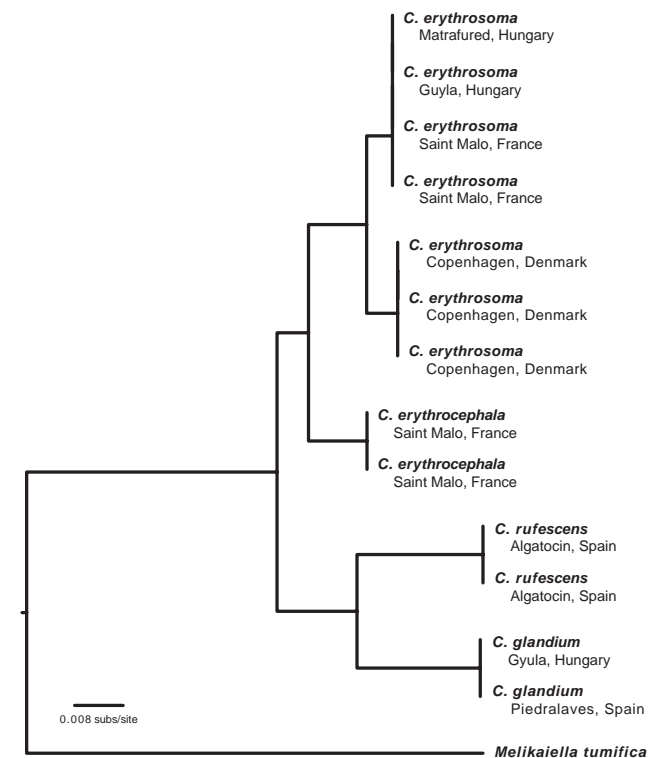 C. erythrosoma
Matrafured, Hungary
C. erythrosoma
Guyla, Hungary
C. erythrosoma
Saint Malo, France
C. erythrosoma
Saint Malo, France
C. erythrosoma
Copenhagen, Denmark
C. erythrosoma
Copenhagen, Denmark
C. erythrosoma
Copenhagen, Denmark
C. erythrocephala
Saint Malo, France
C. erythrocephala
Saint Malo, France
C. rufescens
Algatocin, Spain
C. rufescens
Algatocin, Spain
C. glandium
Gyula, Hungary
C. glandium
Piedralaves, Spain
0.008 subs/site
Melikaiella tumifica